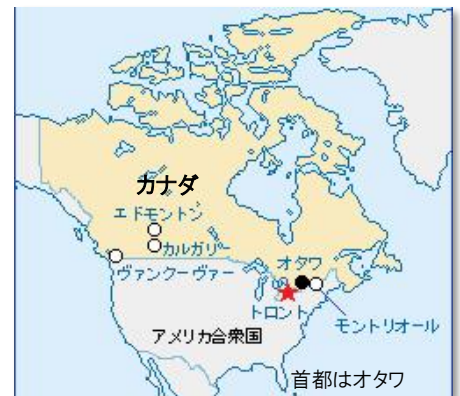 カナダ
エドモントン
カルガリー
ヴァンクーヴァー
オタワ
トロント
モントリオール
アメリカ合衆国
首都はオタワ